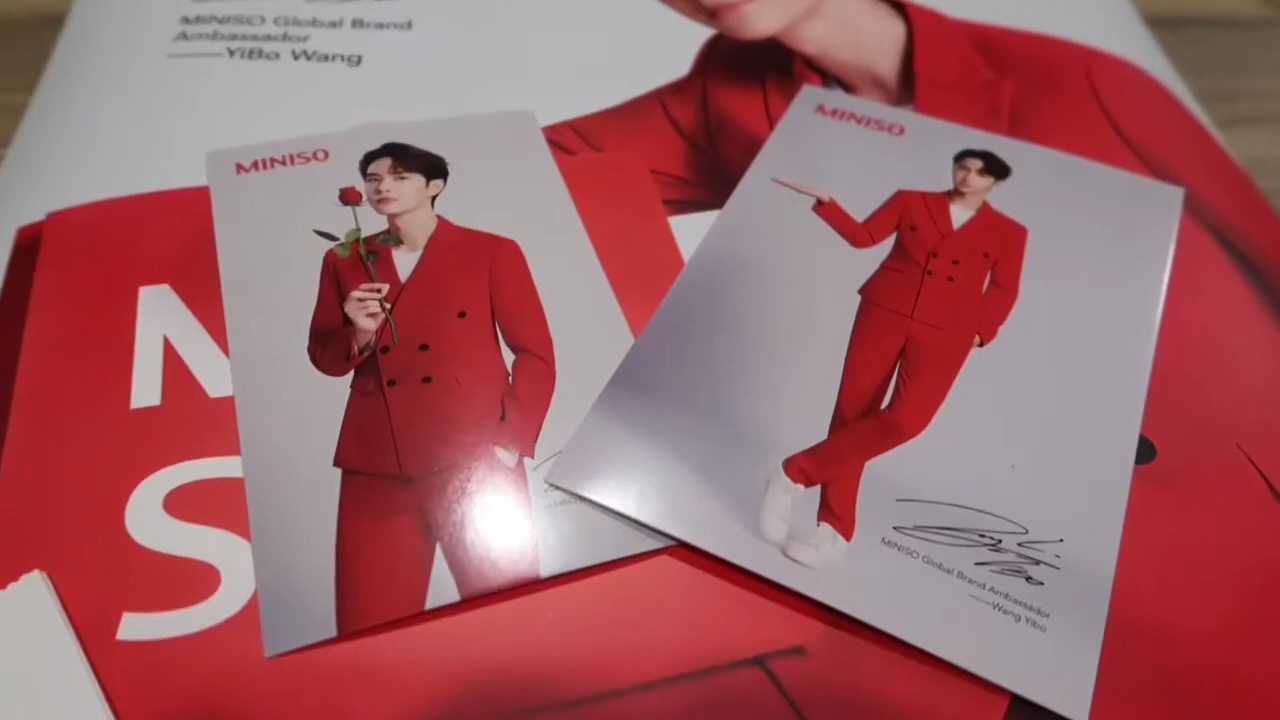 MINISO Global Brand
Ambassador
——YiBo Wang
MINISO
MINISO
MINISO Global Brand Ambassador
——Wang Yibo